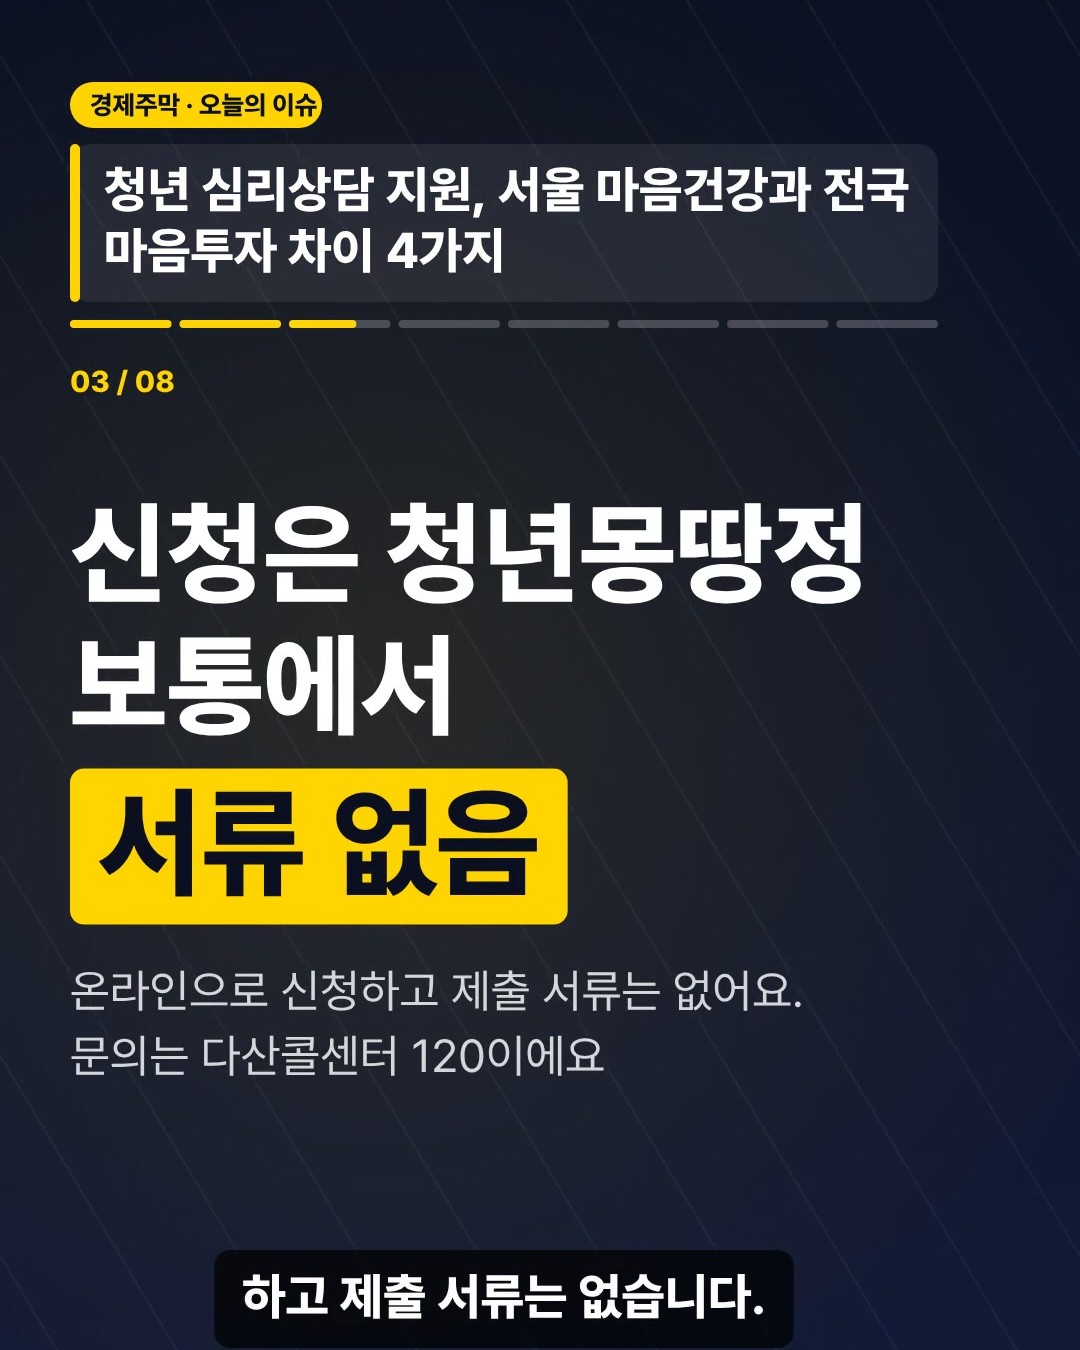 경제주막 · 오늘의 이슈
청년 심리상담 지원, 서울 마음건강과 전국
마음투자 차이 4가지
03 / 08
신청은 청년몽땅정
보통에서
서류 없음
온라인으로 신청하고 제출 서류는 없어요.
문의는 다산콜센터 120이에요
하고 제출 서류는 없습니다.